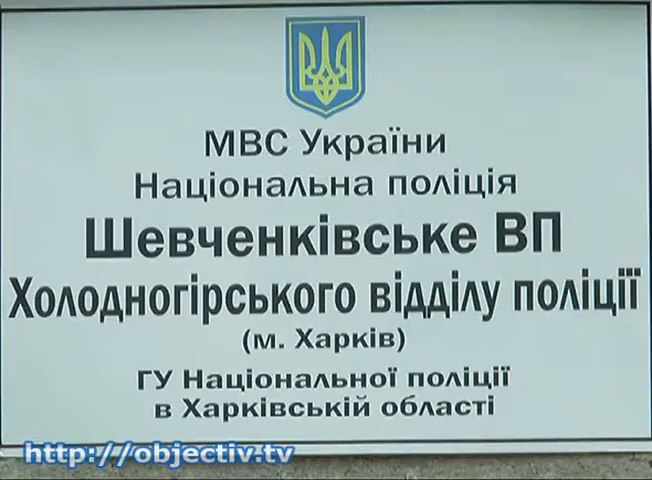 МВС України
Національна поліція
Шевченківське ВП
Холодногірського відділу поліції
(м. Харків)
ГУ Національної поліції
в Харківській області
http://objectiv.tv